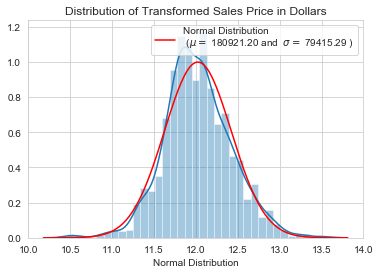 Distribution of Transformed Sales Price in Dollars
Normal Distribution
( μ = 180921.20 and σ = 79415.29 )
1.2
1.0
0.8
0.6
0.4
0.2
0.0
10.0 10.5 11.0 11.5 12.0 12.5 13.0 13.5 14.0
Normal Distribution